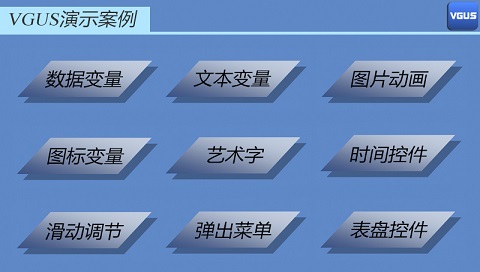 VGUS演示案例
VGUS
数据变量
文本变量
图片动画
图标变量
艺术字
时间控件
滑动调节
弹出菜单
表盘控件